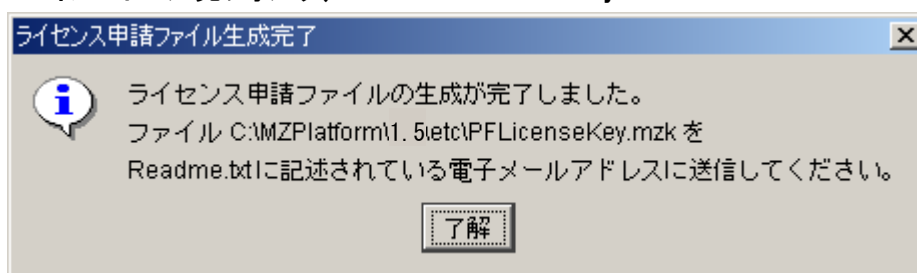 ライセンス申請ファイル生成完了
ライセンス申請ファイルの生成が完了しました。
ファイル C:\MZPlatform\1.5\etc\PFLicenseKey.mzk を
Readme.txtに記述されている電子メールアドレスに送信してください。
了解